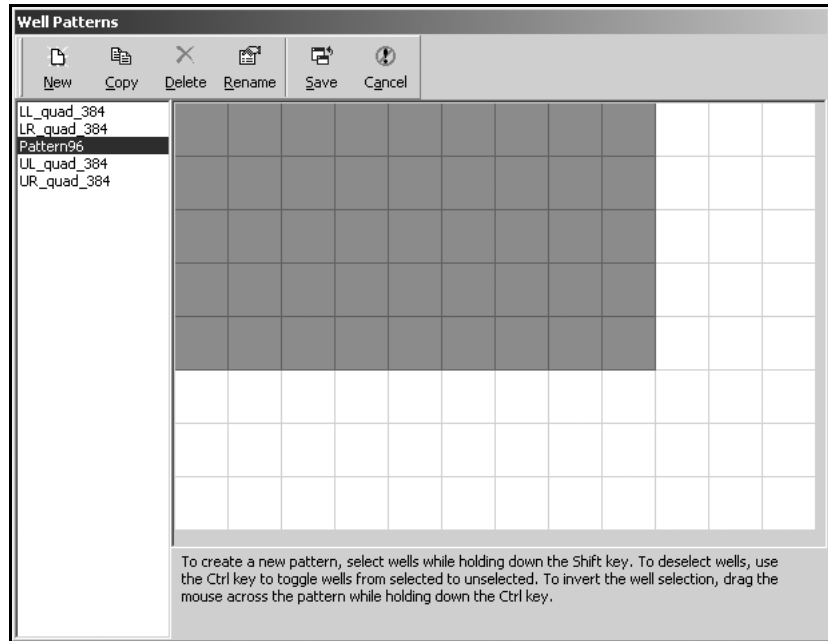 Well Patterns
New Copy Delete Rename Save Cancel
LL_quad_384
LR_quad_384
Pattern96
UL_quad_384
UR_quad_384
To create a new pattern, select wells while holding down the Shift key. To deselect wells, use
the Ctrl key to toggle wells from selected to unselected. To invert the well selection, drag the
mouse across the pattern while holding down the Ctrl key.